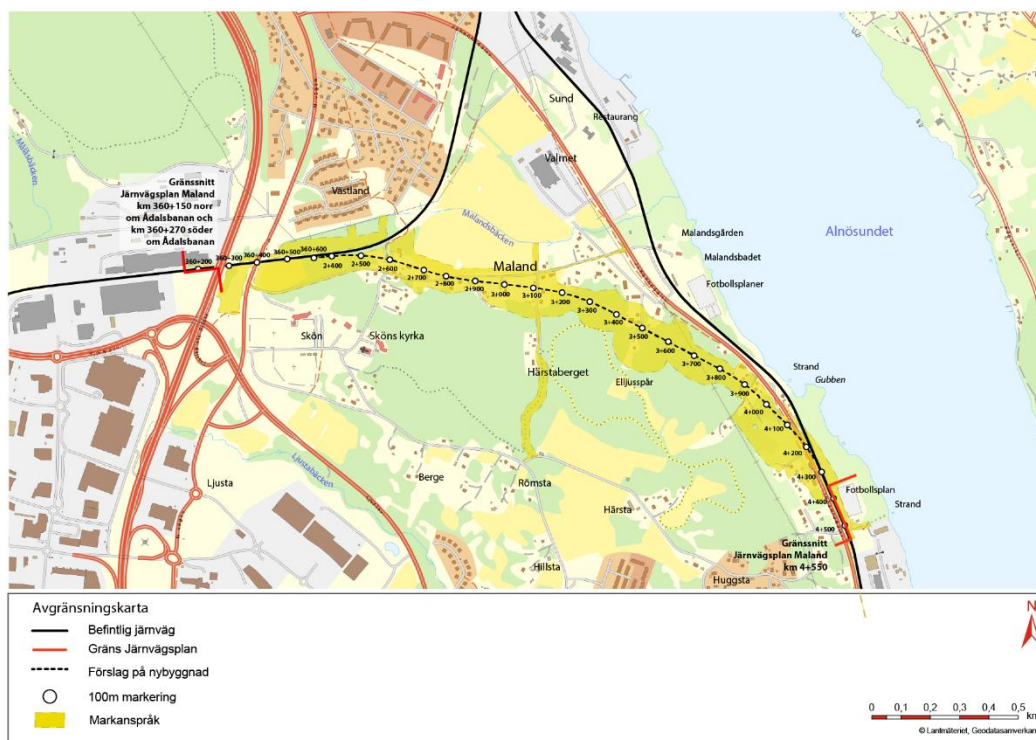 Sund
Restaurang
Valmet
Målåsbäcken
Gränssnitt
Järnvägsplan Maland
km 360+150 norr
om Ådalsbanan och
km 360+270 söder
om Ådalsbanan
Västland
Malandsbäcken
Malandsgården
Malandsbadet
Fotbollsplaner
Alnösundet
Maland
360+200
360+300
360+400
360+500
360+600
2+400
2+500
2+600
2+700
2+800
2+900
3+000
3+100
3+200
3+300
3+400
3+500
3+600
3+700
3+800
3+900
4+000
4+100
4+200
4+300
4+400
4+500
Skön
Sköns kyrka
Härstaberget
Elljusspår
Strand
Gubben
Fotbollsplan
Strand
Ljusta
Ljustabäcken
Berge
Römsta
Härsta
Hillsta
Huggsta
Gränssnitt
Järnvägsplan Maland
km 4+550
Avgränsningskarta
Befintlig järnväg
Gräns Järnvägsplan
Förslag på nybyggnad
100m markering
Markanspråk
N
0 0,1 0,2 0,3 0,4 0,5
km
© Lantmäteriet, Geodatasamverkan